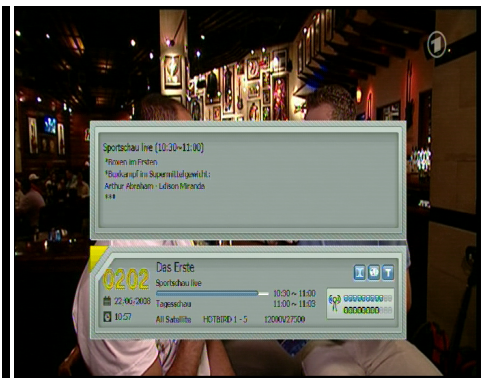 1
Sportschau live (10:30~11:00)
*Boxen im Ersten
*Boxkampf im Supermittelgewicht:
Arthur Abraham - Edison Miranda
***
0202
Das Erste
Sportschau live
10:30 ~ 11:00
22/06/2008
Tagesschau
11:00 ~ 11:03
10:57
All Satellite
HOTBIRD 1 - 5
12000V27500
T